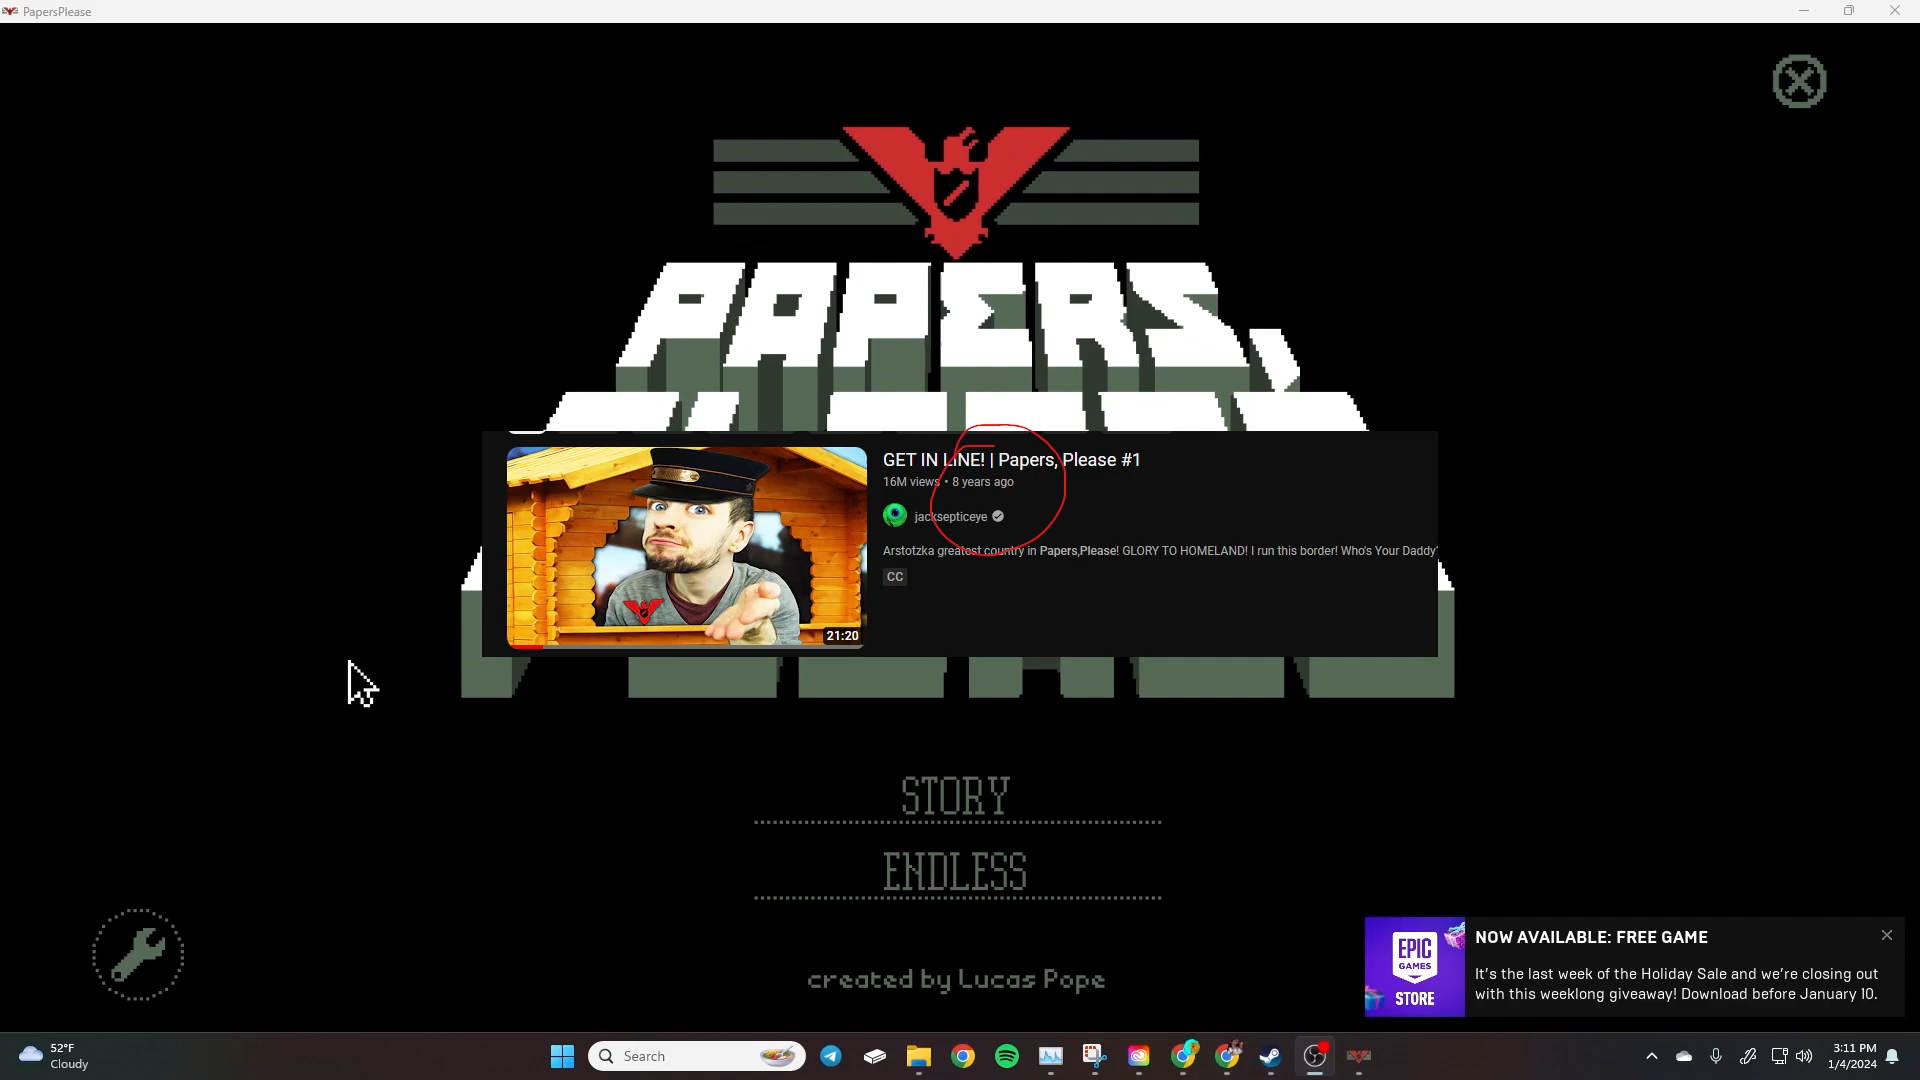 PapersPlease
PAPERS,
GET IN LINE! | Papers, Please #1
16M views • 8 years ago
jacksepticeye
Arstotzka greatest country in Papers,Please! GLORY TO HOMELAND! I run this border! Who's Your Daddy
CC
21:20
STORY
ENDLESS
created by Lucas Pope
EPIC
GAMES
STORE
NOW AVAILABLE: FREE GAME
It's the last week of the Holiday Sale and we're closing out
with this weeklong giveaway! Download before January 10.
52°F
Cloudy
Search
3:11 PM
1/4/2024